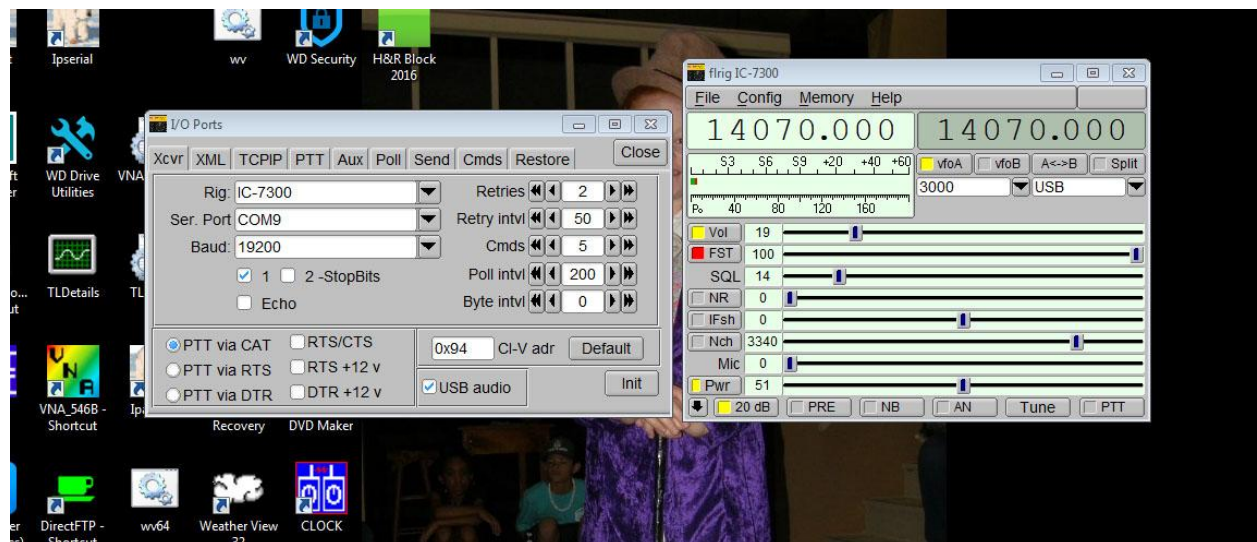 Ipserial
wv
WD Security
H&R Block
2016
WD Drive
Utilities
VNA
TLDetails
TL
VNA_546B -
Shortcut
Ipa
Recovery
DVD Maker
DirectFTP -
Shortcut
wv64
Weather View
32
CLOCK
I/O Ports
Xcvr XML TCPIP PTT Aux Poll Send Cmds Restore Close
Rig: IC-7300 Retries 2
Ser. Port COM9 Retry intvl 50
Baud: 19200 Cmds 5
1 2 -StopBits Poll intvl 200
Echo Byte intvl 0
PTT via CAT RTS/CTS 0x94 CI-V adr Default
PTT via RTS RTS +12 v
PTT via DTR DTR +12 v USB audio Init
flrig IC-7300
File Config Memory Help
14070.000 14070.000
S3 S6 S9 +20 +40 +60 vfoA vfoB A<->B Split
3000 USB
Po 40 80 120 160
Vol 19
FST 100
SQL 14
NR 0
IFsh 0
Nch 3340
Mic 0
Pwr 51
20 dB PRE NB AN Tune PTT